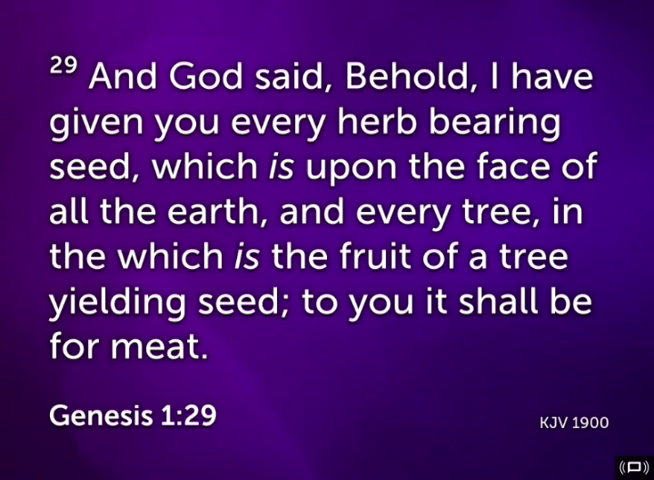 29 And God said, Behold, I have
given you every herb bearing
seed, which is upon the face of
all the earth, and every tree, in
the which is the fruit of a tree
yielding seed; to you it shall be
for meat.
Genesis 1:29
KJV 1900